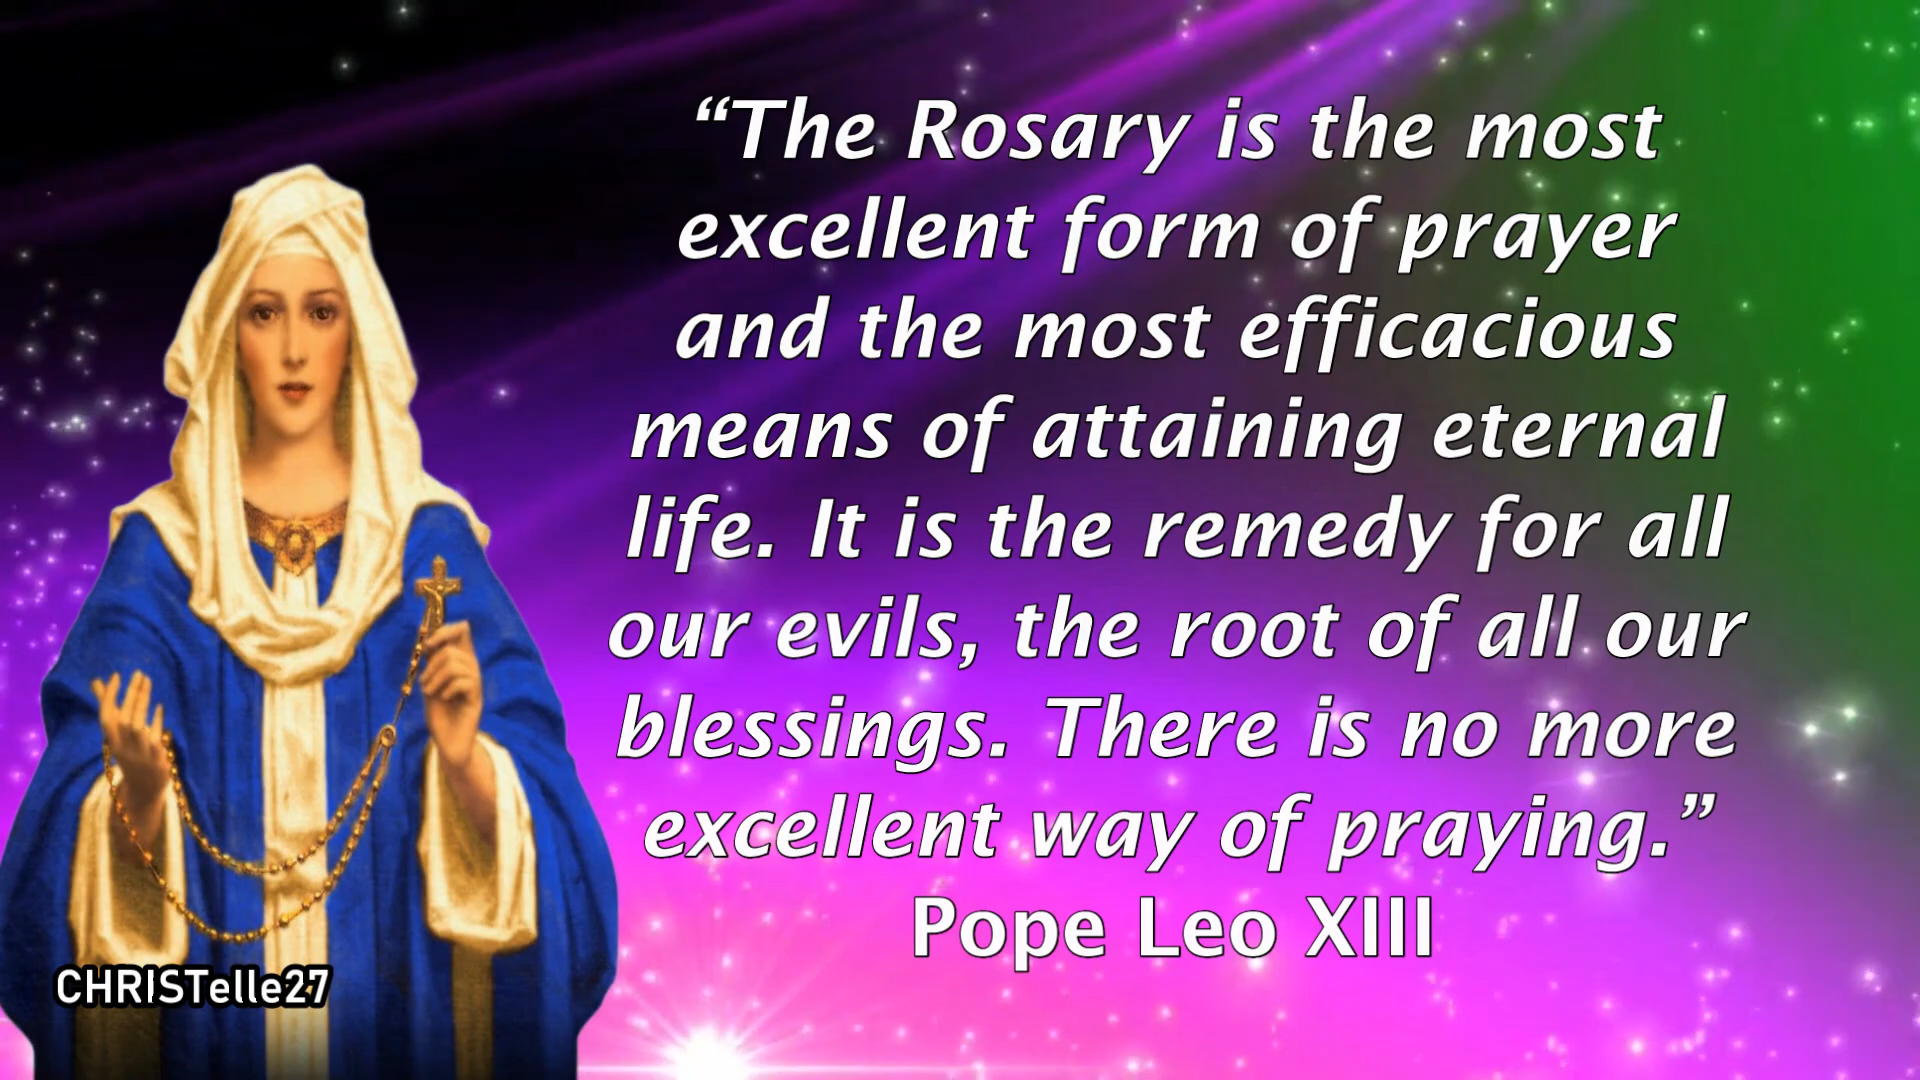 “The Rosary is the most
excellent form of prayer
and the most efficacious
means of attaining eternal
life. It is the remedy for all
our evils, the root of all our
blessings. There is no more
excellent way of praying.”
Pope Leo XIII
CHRISTelle27